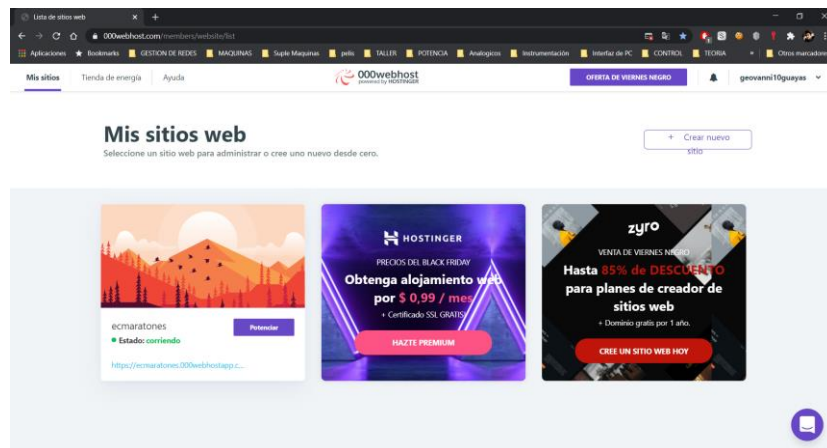 Lista de sitios web
000webhost.com/members/website/list
Aplicaciones Bookmarks GESTION DE REDES MAQUINAS Suple Maquinas pelis TALLER POTENCIA Analogicos Instrumentación Interfaz de PC CONTROL TEORIA » Otros marcadores
Mis sitios Tienda de energía Ayuda 000webhost OFERTA DE VIERNES NEGRO geovanni10guayas
powered by HOSTINGER
Mis sitios web
Seleccione un sitio web para administrar o cree uno nuevo desde cero.
+ Crear nuevo
sitio
ecmaratones
Potenciar
Estado: corriendo
https://ecmaratones.000webhostapp.c...
HOSTINGER
PRECIOS DEL BLACK FRIDAY
Obtenga alojamiento web
por $ 0,99 / mes
+ Certificado SSL GRATIS
HAZTE PREMIUM
zyro
VENTA DE VIERNES NEGRO
Hasta 85% de DESCUENTO
para planes de creador de
sitios web
+ Dominio gratis por 1 año.
CREE UN SITIO WEB HOY